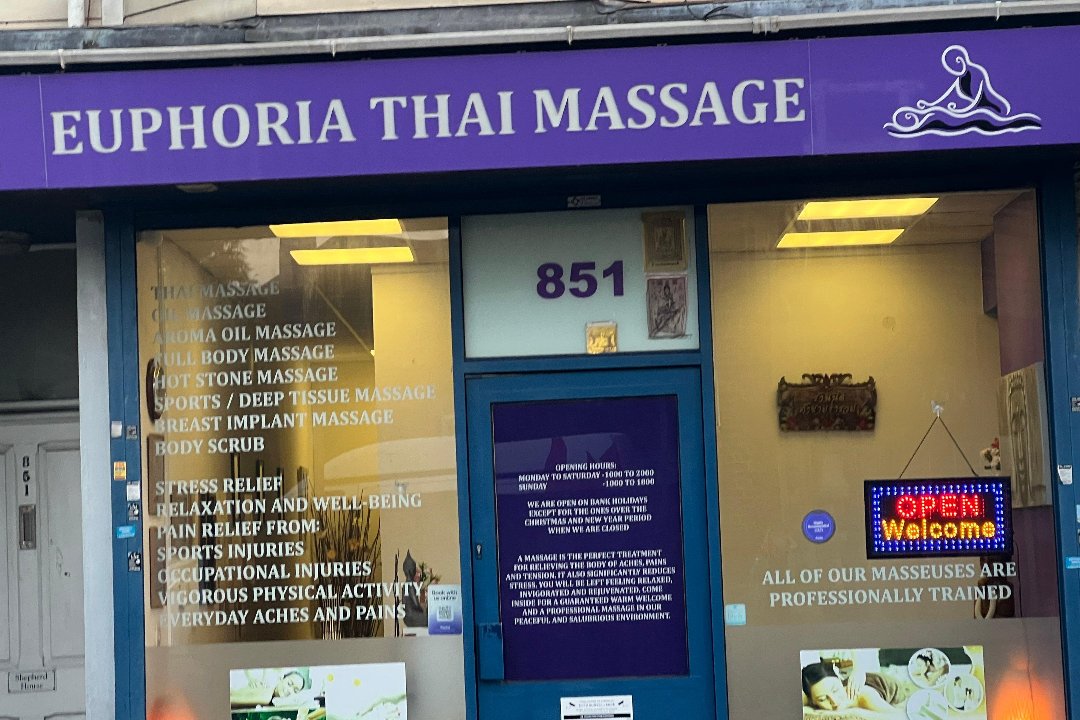 EUPHORIA THAI MASSAGE
851
THAI MASSAGE
OIL MASSAGE
AROMA OIL MASSAGE
FULL BODY MASSAGE
HOT STONE MASSAGE
SPORTS / DEEP TISSUE MASSAGE
BREAST IMPLANT MASSAGE
BODY SCRUB
STRESS RELIEF
RELAXATION AND WELL-BEING
PAIN RELIEF FROM:
SPORTS INJURIES
OCCUPATIONAL INJURIES
VIGOROUS PHYSICAL ACTIVITY
EVERYDAY ACHES AND PAINS
Book with
us online
OPENING HOURS:
MONDAY TO SATURDAY -1000 TO 2000
SUNDAY -1000 TO 1800
WE ARE OPEN ON BANK HOLIDAYS
EXCEPT FOR THE ONES OVER THE
CHRISTMAS AND NEW YEAR PERIOD
WHEN WE ARE CLOSED
A MASSAGE IS THE PERFECT TREATMENT
FOR RELIEVING THE BODY OF ACHES, PAINS
AND TENSION. IT ALSO SIGNIFICANTLY REDUCES
STRESS. YOU WILL BE LEFT FEELING RELAXED,
INVIGORATED AND REJUVENATED. COME
INSIDE FOR A GUARANTEED WARM WELCOME
AND A PROFESSIONAL MASSAGE IN OUR
PEACEFUL AND SALUBRIOUS ENVIRONMENT.
OPEN
Welcome
ALL OF OUR MASSEUSES ARE
PROFESSIONALLY TRAINED
851
Shepherd
House